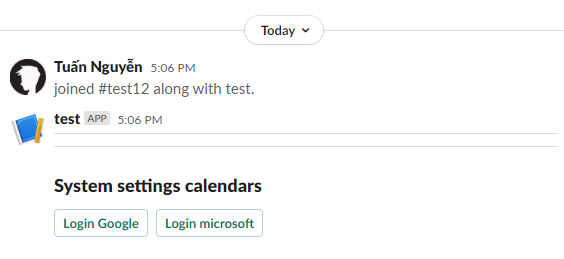 Today
Tuấn Nguyễn 5:06 PM
joined #test12 along with test.
test APP 5:06 PM
System settings calendars
Login Google Login microsoft